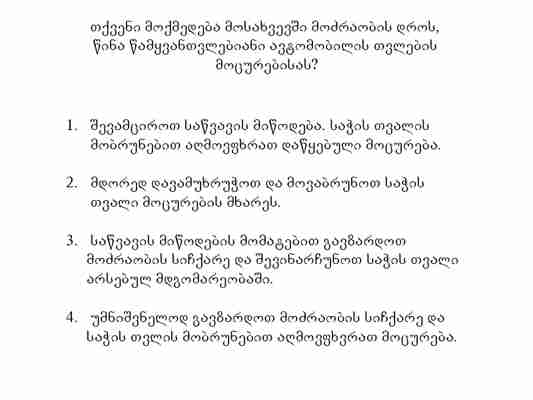 თქვენი მოქმედება მოსახვევში მოძრაობის დროს,
წინა წამყვანთვლებიანი ავტომობილის თვლების
მოცურებისას?
1. შევამციროთ საწვავის მიწოდება. საჭის თვალის
მობრუნებით აღმოვფხრათ დაწყებული მოცურება.
2. მდორედ დავამუხრუჭოთ და მოვაბრუნოთ საჭის
თვალი მოცურების მხარეს.
3. საწვავის მიწოდების მომატებით გავზარდოთ
მოძრაობის სიჩქარე და შევინარჩუნოთ საჭის თვალი
არსებულ მდგომარეობაში.
4. უმნიშვნელოდ გავზარდოთ მოძრაობის სიჩქარე და
საჭის თვლის მობრუნებით აღმოვფხვრათ მოცურება.